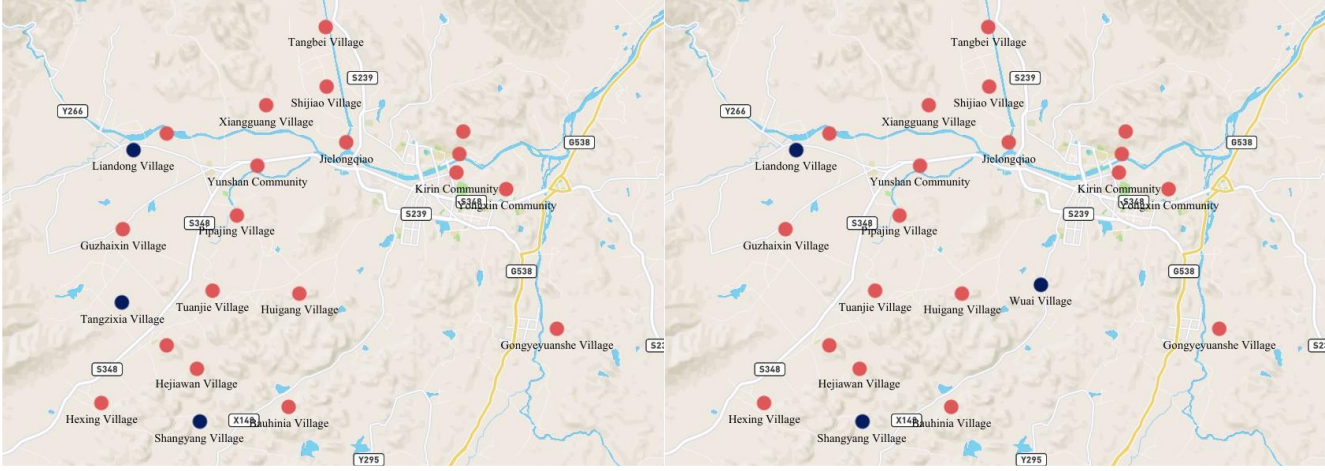 Tangbei Village
S239
Shijiao Village
Y266
Xiangguang Village
G538
Jielongqiao
Liandong Village
Yunshan Community
Kirin Community
S348
Yongxin Community
S239
S348
Pipajing Village
Guzhaixin Village
G538
Tuanjie Village
Huigang Village
Tangzixia Village
Gongyeyuanshe Village
S23
S348
Hejiawan Village
Hexing Village
X148
Bauhinia Village
Shangyang Village
Y295
Tangbei Village
S239
Shijiao Village
Y266
Xiangguang Village
G538
Jielongqiao
Liandong Village
Yunshan Community
Kirin Community
S348
Yongxin Community
S239
S348
Pipajing Village
Guzhaixin Village
G538
Wuai Village
Tuanjie Village
Huigang Village
Gongyeyuanshe Village
S23
S348
Hejiawan Village
Hexing Village
X148
Bauhinia Village
Shangyang Village
Y295